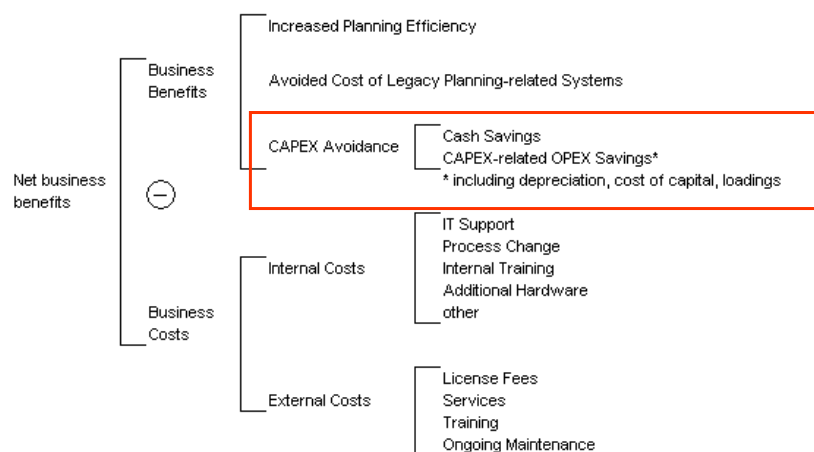 Increased Planning Efficiency
Business
Benefits
Avoided Cost of Legacy Planning-related Systems
CAPEX Avoidance
Cash Savings
CAPEX-related OPEX Savings*
* including depreciation, cost of capital, loadings
Net business
benefits
IT Support
Process Change
Internal Costs
Internal Training
Additional Hardware
other
Business
Costs
License Fees
External Costs
Services
Training
Ongoing Maintenance